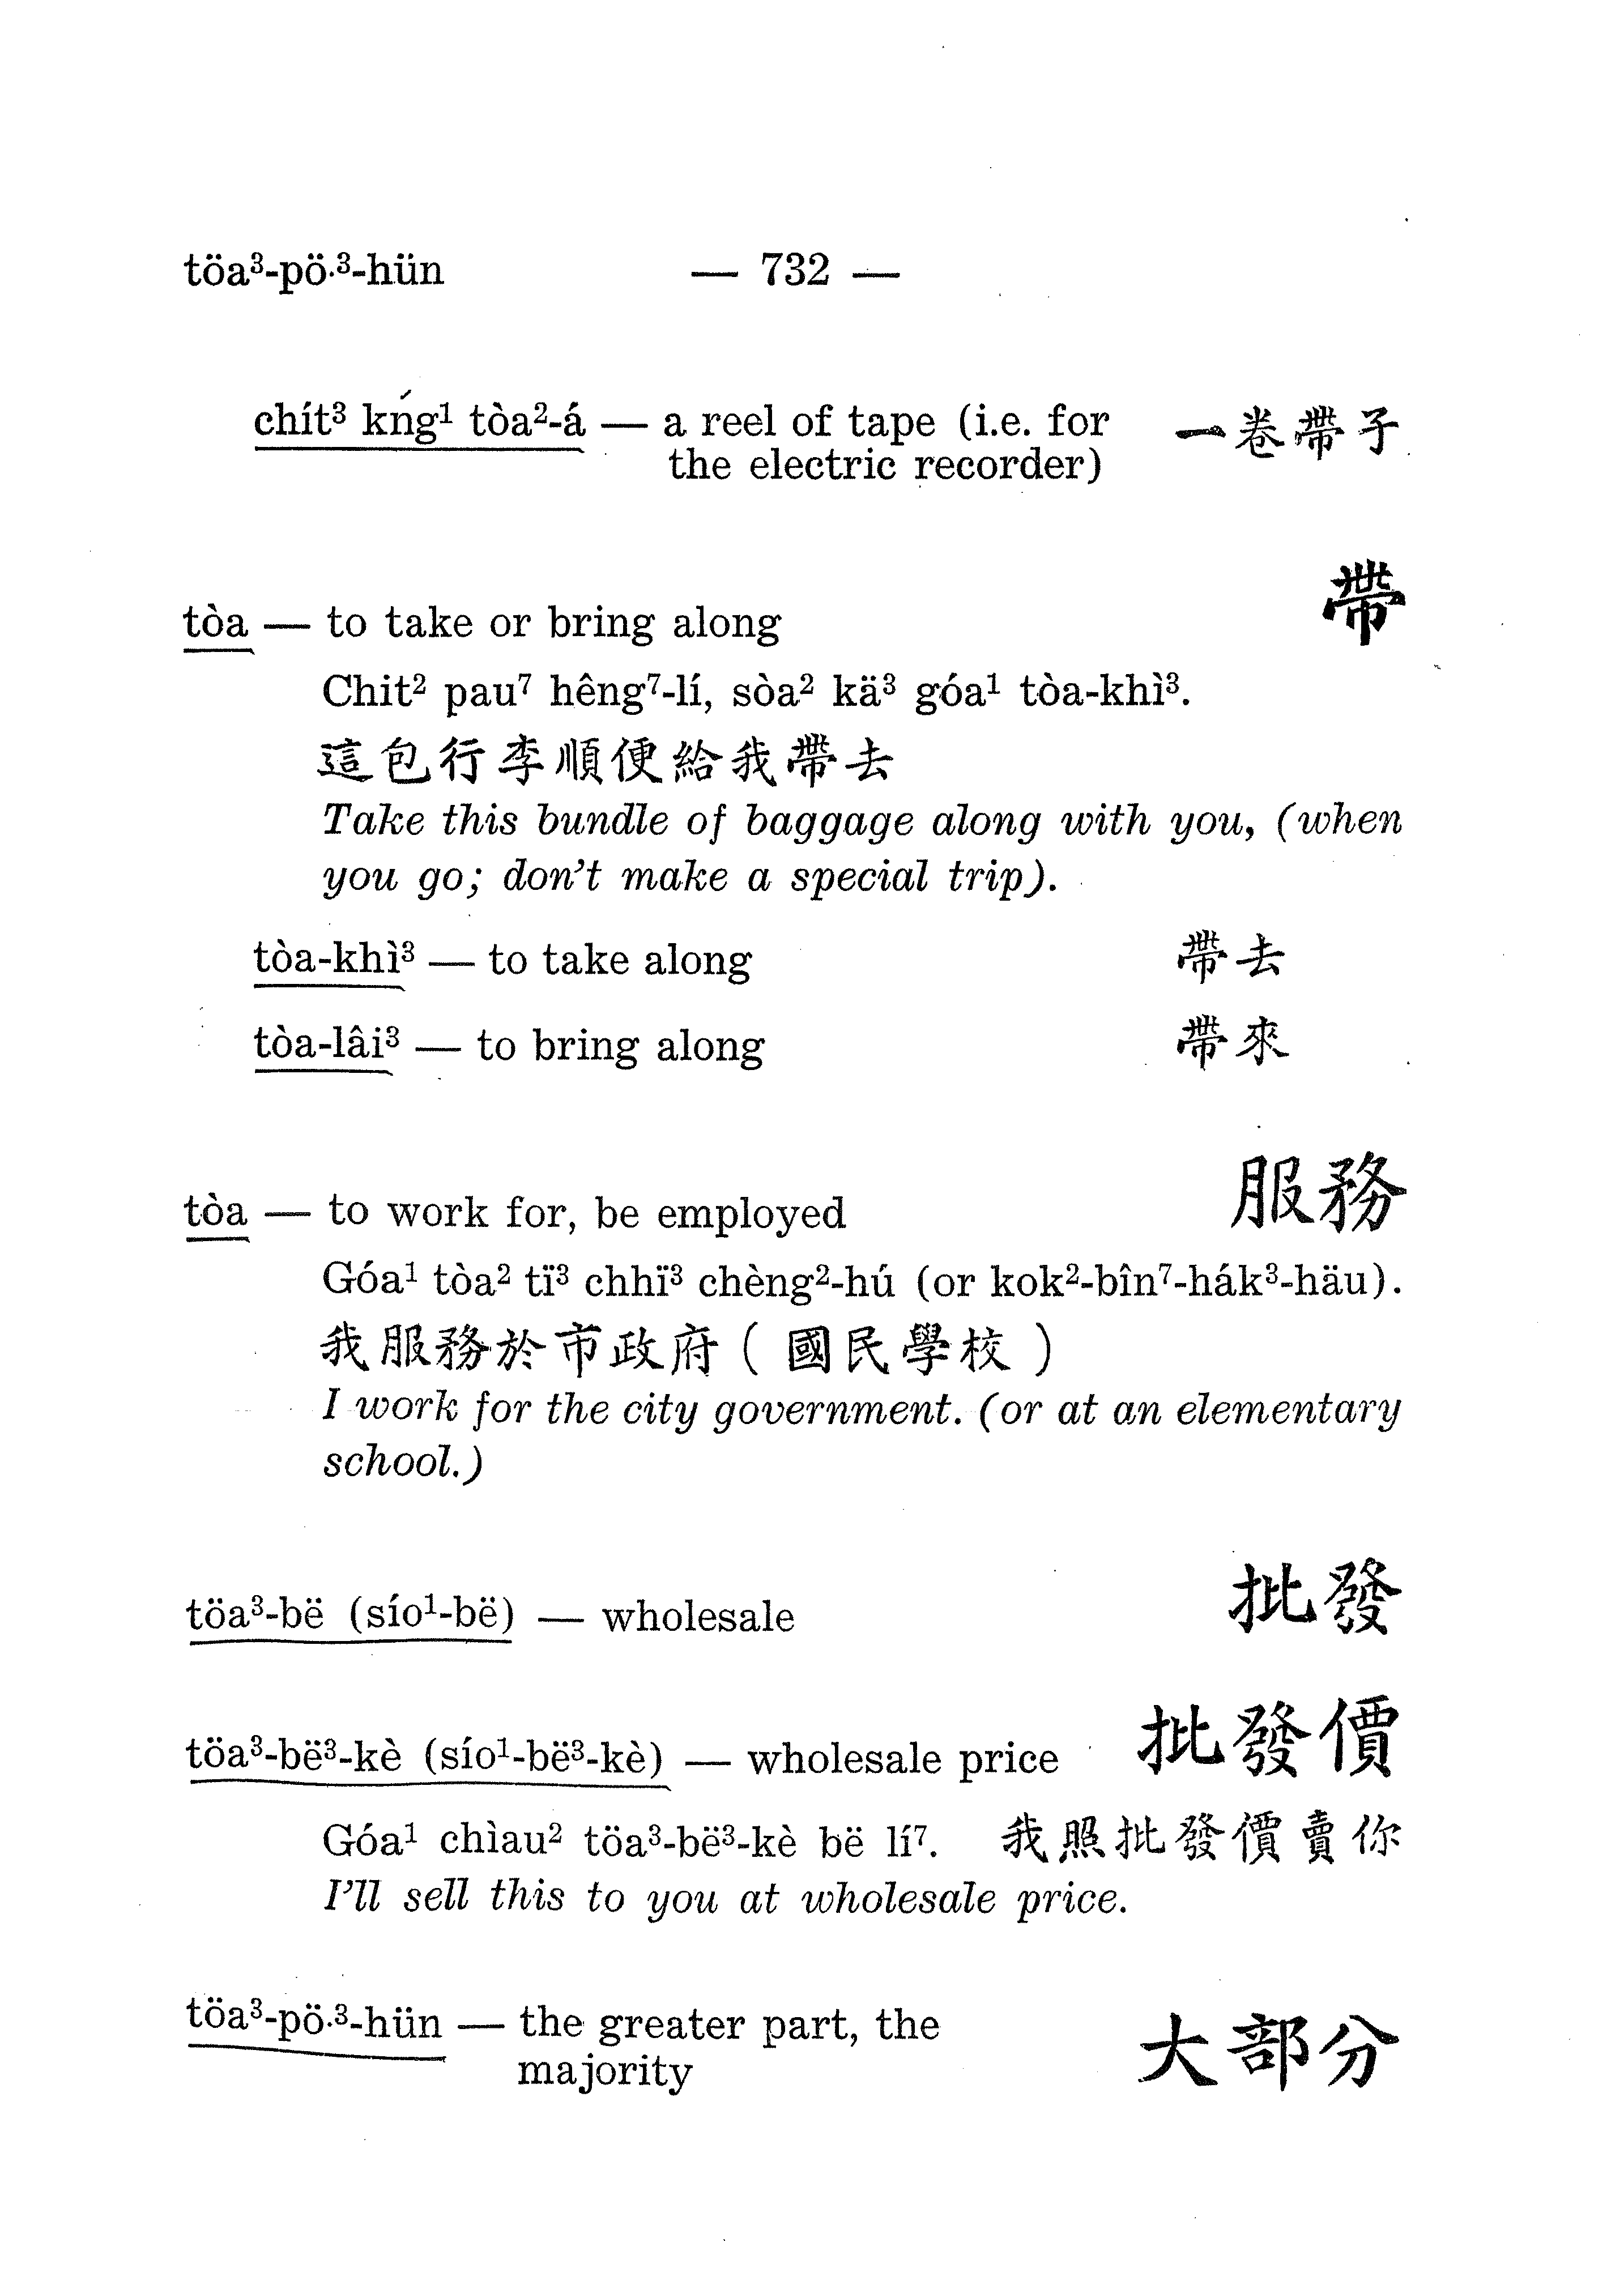 töa³-pö·³-hün — 732 —
chít³ kńg¹ tòa²-á — a reel of tape (i.e. for 一卷帶子
the electric recorder)
帶
tòa — to take or bring along
Chit² pau⁷ hêng⁷-lí, sòa² kä³ góa¹ tòa-khì³.
這包行李順便給我帶去
Take this bundle of baggage along with you, (when
you go; don't make a special trip).
tòa-khì³ — to take along 帶去
tòa-lâi³ — to bring along 帶來
服務
tòa — to work for, be employed
Góa¹ tòa² tï³ chhï³ chèng²-hú (or kok²-bîn⁷-hák³-häu).
我服務於市政府（國民學校）
I work for the city government. (or at an elementary
school.)
töa³-bë (sío¹-bë) — wholesale 批發
töa³-bë³-kè (sío¹-bë³-kè) — wholesale price 批發價
Góa¹ chìau² töa³-bë³-kè bë lí⁷. 我照批發價賣你
I'll sell this to you at wholesale price.
töa³-pö·³-hün — the greater part, the 大部分
majority